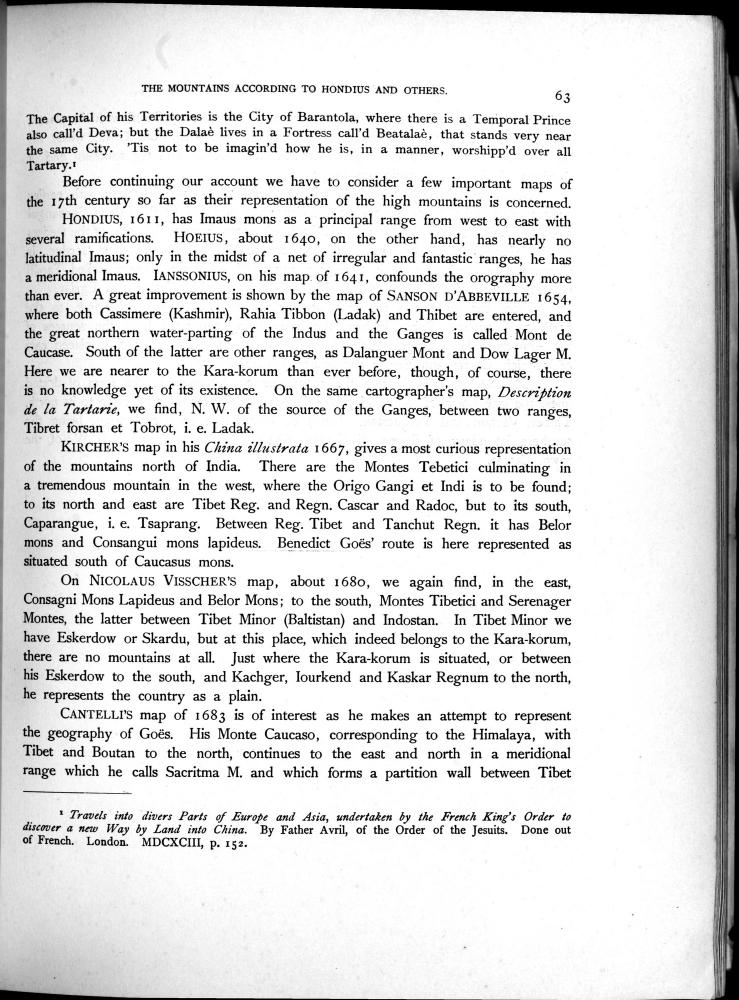 THE MOUNTAINS ACCORDING TO HONDIUS AND OTHERS.
63
The Capital of his Territories is the City of Barantola, where there is a Temporal Prince
also call'd Deva; but the Dalaè lives in a Fortress call'd Beatalaè, that stands very near
the same City. 'Tis not to be imagin'd how he is, in a manner, worshipp'd over all
Tartary.¹
Before continuing our account we have to consider a few important maps of
the 17th century so far as their representation of the high mountains is concerned.
HONDIUS, 1611, has Imaus mons as a principal range from west to east with
several ramifications. HOEIUS, about 1640, on the other hand, has nearly no
latitudinal Imaus; only in the midst of a net of irregular and fantastic ranges, he has
a meridional Imaus. IANSSONIUS, on his map of 1641, confounds the orography more
than ever. A great improvement is shown by the map of SANSON D'ABBEVILLE 1654,
where both Cassimere (Kashmir), Rahia Tibbon (Ladak) and Thibet are entered, and
the great northern water-parting of the Indus and the Ganges is called Mont de
Caucase. South of the latter are other ranges, as Dalanguer Mont and Dow Lager M.
Here we are nearer to the Kara-korum than ever before, though, of course, there
is no knowledge yet of its existence. On the same cartographer's map, Description
de la Tartarie, we find, N. W. of the source of the Ganges, between two ranges,
Tibret forsan et Tobrot, i. e. Ladak.
KIRCHER'S map in his China illustrata 1667, gives a most curious representation
of the mountains north of India. There are the Montes Tebetici culminating in
a tremendous mountain in the west, where the Origo Gangi et Indi is to be found;
to its north and east are Tibet Reg. and Regn. Cascar and Radoc, but to its south,
Caparangue, i. e. Tsaprang. Between Reg. Tibet and Tanchut Regn. it has Belor
mons and Consangui mons lapideus. Benedict Goës' route is here represented as
situated south of Caucasus mons.
On NICOLAUS VISSCHER'S map, about 1680, we again find, in the east,
Consagni Mons Lapideus and Belor Mons; to the south, Montes Tibetici and Serenager
Montes, the latter between Tibet Minor (Baltistan) and Indostan. In Tibet Minor we
have Eskerdow or Skardu, but at this place, which indeed belongs to the Kara-korum,
there are no mountains at all. Just where the Kara-korum is situated, or between
his Eskerdow to the south, and Kachger, Iourkend and Kaskar Regnum to the north,
he represents the country as a plain.
CANTELLI'S map of 1683 is of interest as he makes an attempt to represent
the geography of Goës. His Monte Caucaso, corresponding to the Himalaya, with
Tibet and Boutan to the north, continues to the east and north in a meridional
range which he calls Sacritma M. and which forms a partition wall between Tibet
¹ Travels into divers Parts of Europe and Asia, undertaken by the French King's Order to
discover a new Way by Land into China. By Father Avril, of the Order of the Jesuits. Done out
of French. London. MDCXCIII, p. 152.